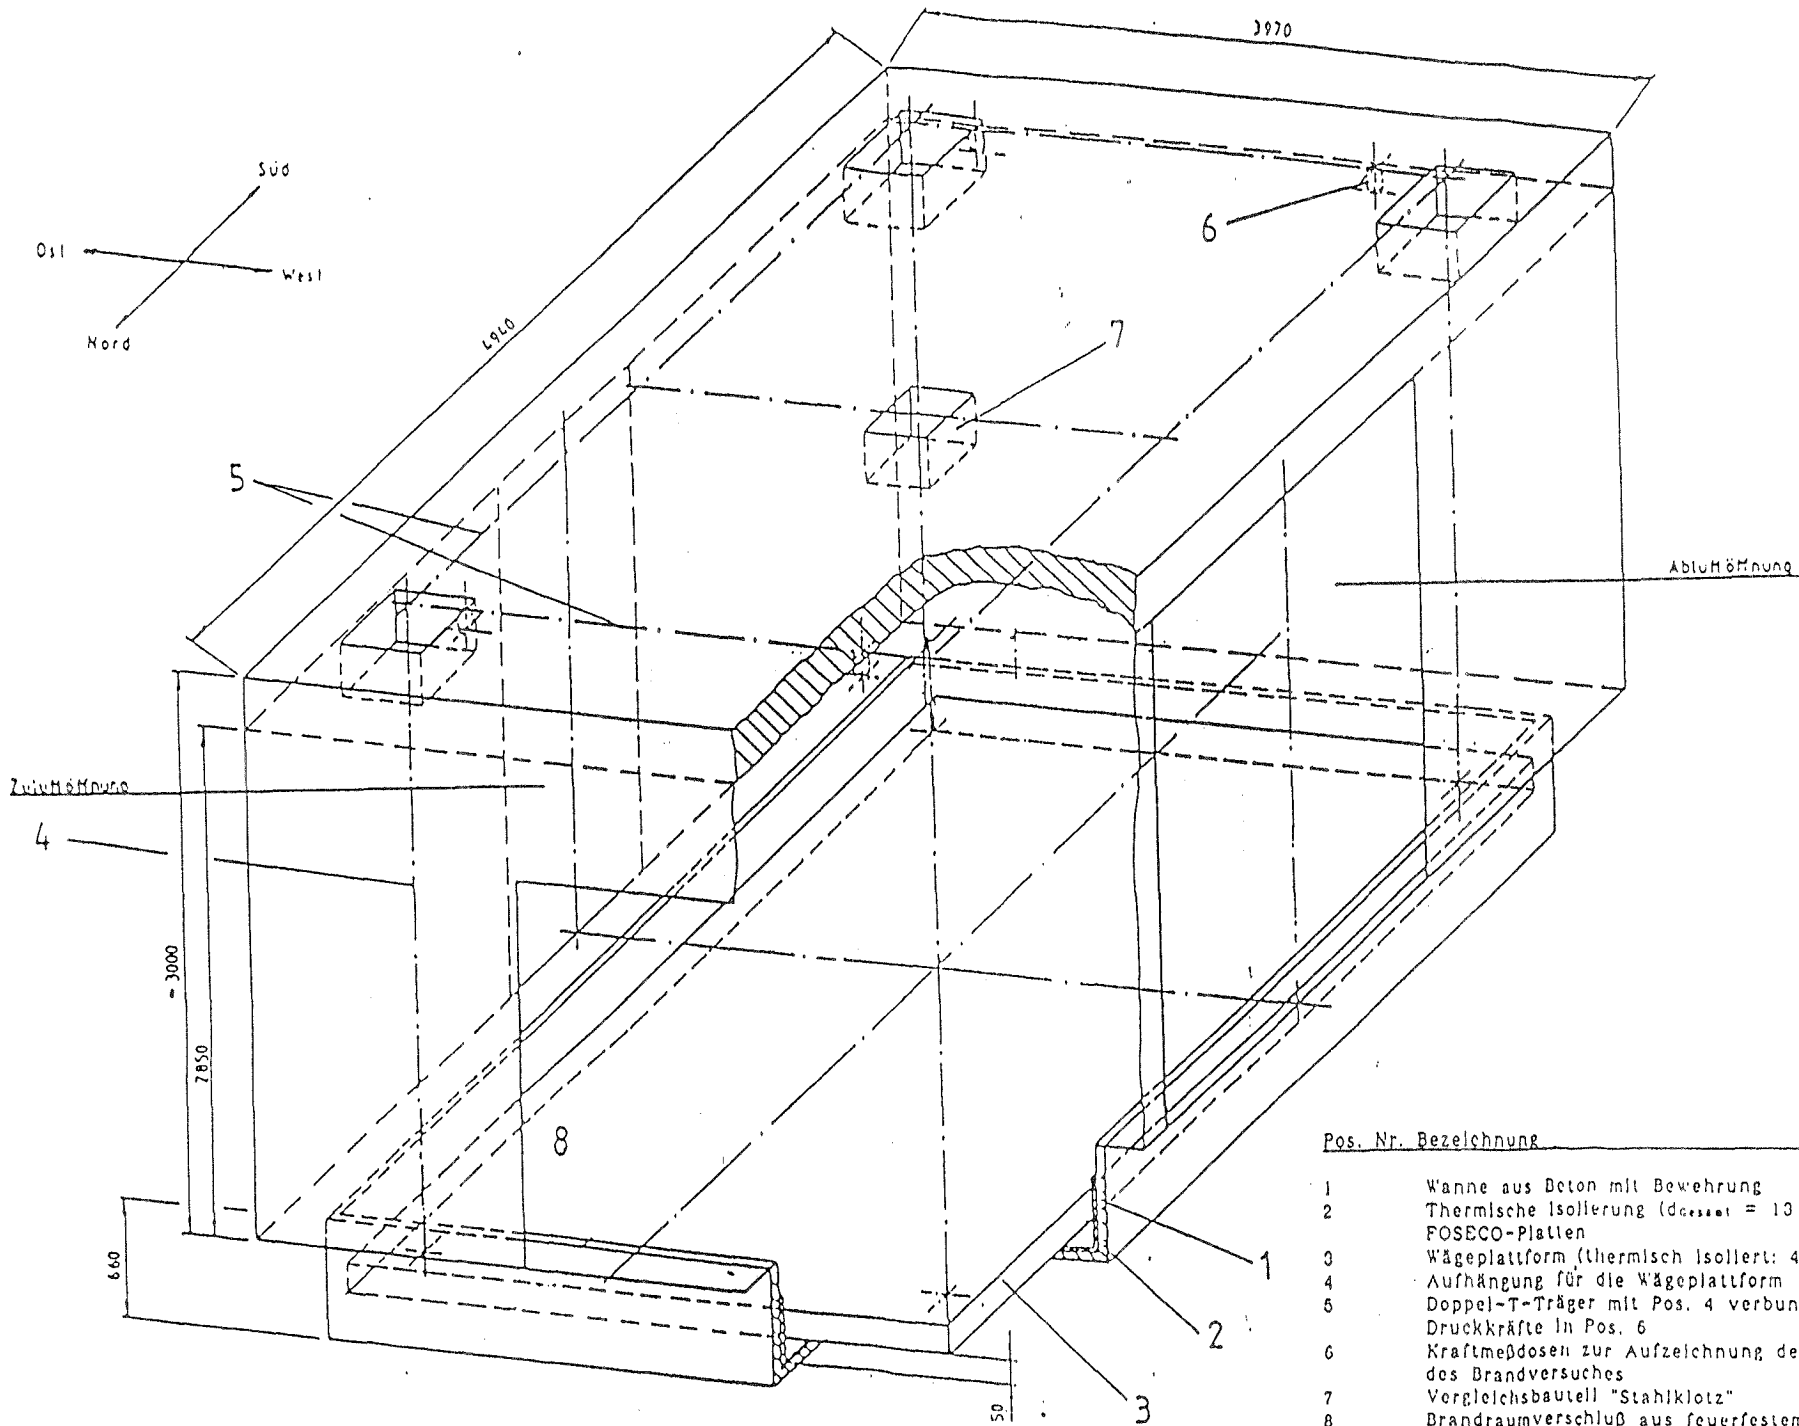 3970
Süd
Ost
West
Nord
4940
6
7
5
Abluftöffnung
Zuluftöffnung
4
≈3000
2850
8
660
1
2
3
50
Pos. Nr. Bezeichnung
1 Wanne aus Beton mit Bewehrung
2 Thermische Isolierung (dGesamt = 13
FOSECO-Platten
3 Wägeplattform (thermisch isoliert: 4
4 Aufhängung für die Wägeplattform
5 Doppel-T-Träger mit Pos. 4 verbun
Druckkräfte in Pos. 6
6 Kraftmeßdosen zur Aufzeichnung de
des Brandversuches
7 Vergleichsbauteil "Stahlklotz"
8 Brandraumverschluß aus feuerfesten